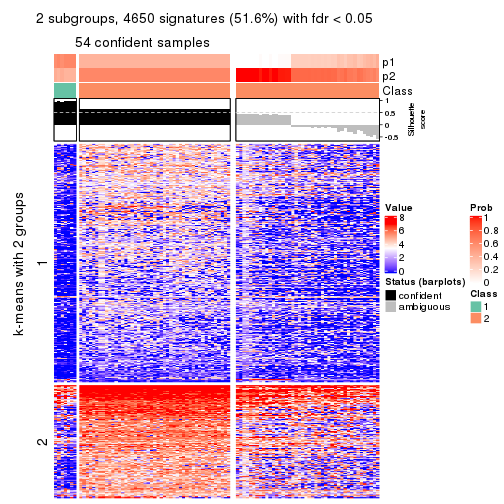 2 subgroups, 4650 signatures (51.6%) with fdr < 0.05
54 confident samples
p1
p2
Class
1
0.5
0
-0.5
Silhouette
score
k-means with 2 groups
1
2
Value
8
6
4
2
0
Status (barplots)
confident
ambiguous
Prob
1
0.8
0.6
0.4
0.2
0
Class
1
2